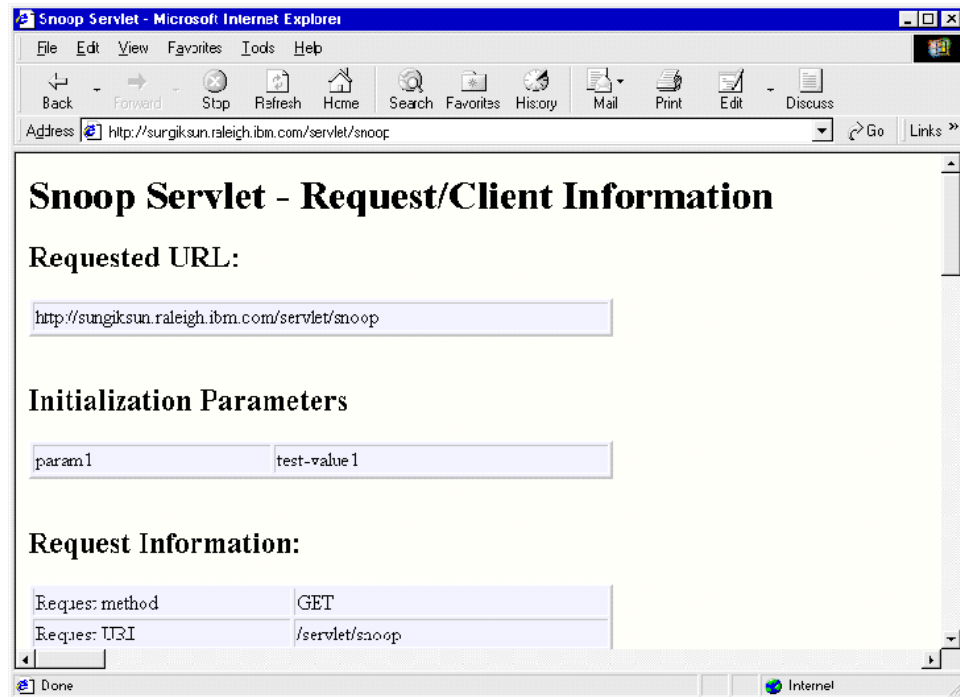 Snoop Servlet - Microsoft Internet Explorer
File Edit View Favorites Tools Help
Back Forward Stop Refresh Home Search Favorites History Mail Print Edit Discuss
Address http://sungiksun.raleigh.ibm.com/servlet/snoop Go Links »
Snoop Servlet - Request/Client Information
Requested URL:
http://sungiksun.raleigh.ibm.com/servlet/snoop
Initialization Parameters
param1 test-value1
Request Information:
Request method GET
Request URI /servlet/snoop
Done Internet